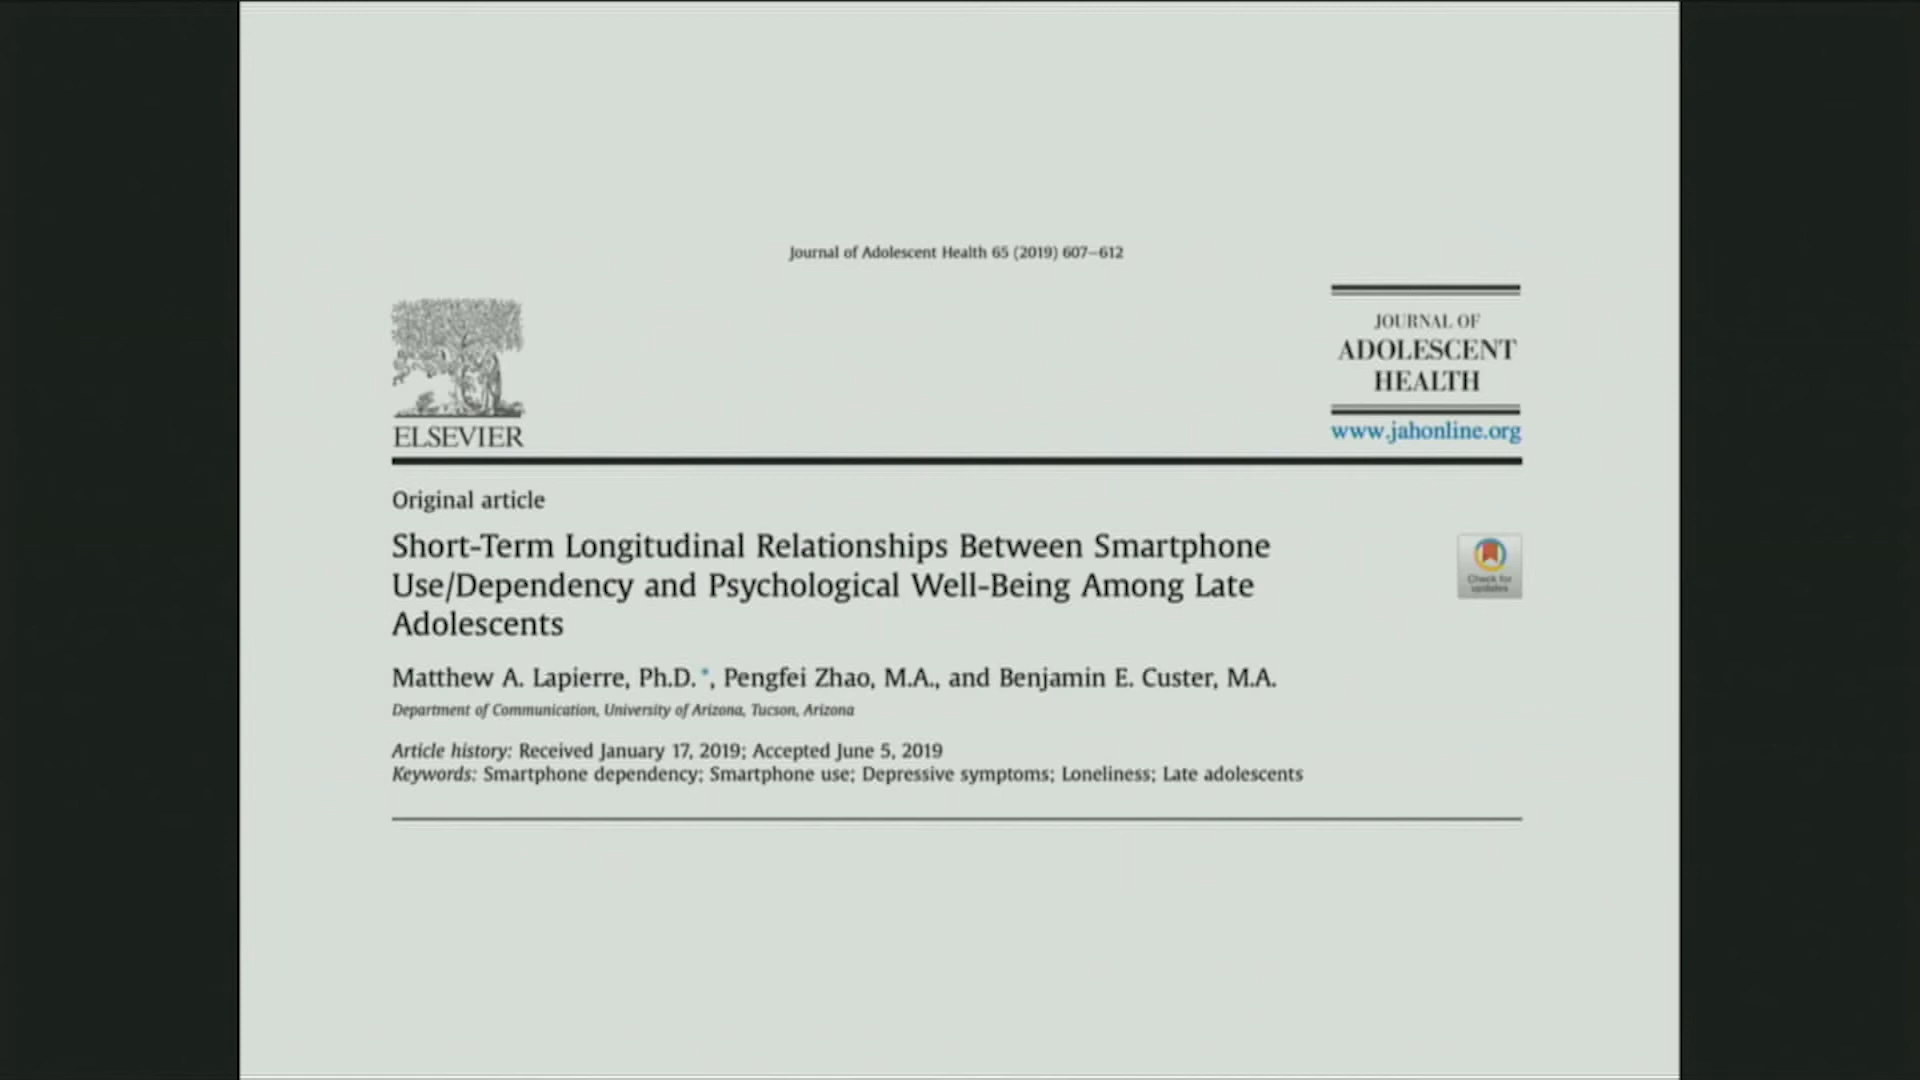 Journal of Adolescent Health 65 (2019) 607–612
ELSEVIER
JOURNAL OF
ADOLESCENT
HEALTH
www.jahonline.org
Original article
Short-Term Longitudinal Relationships Between Smartphone
Use/Dependency and Psychological Well-Being Among Late
Adolescents
Check for
updates
Matthew A. Lapierre, Ph.D. *, Pengfei Zhao, M.A., and Benjamin E. Custer, M.A.
Department of Communication, University of Arizona, Tucson, Arizona
Article history: Received January 17, 2019; Accepted June 5, 2019
Keywords: Smartphone dependency; Smartphone use; Depressive symptoms; Loneliness; Late adolescents